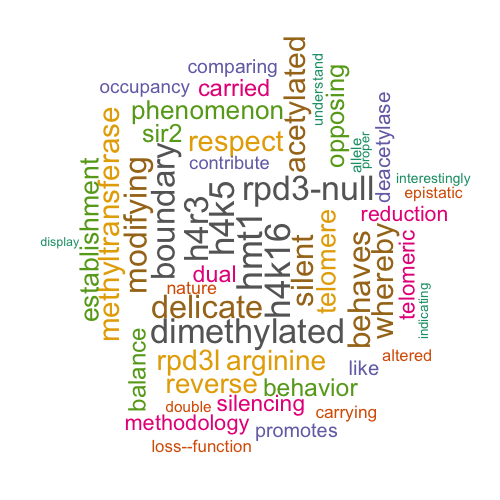 comparing
occupancy
carried
understand
phenomenon
acetylated
opposing
sir2
respect
allele
proper
deacetylase
contribute
methyltransferase
modifying
boundary
h4r3
h4k5
rpd3-null
interestingly
epistatic
establishment
hmt1
h4k16
silent
telomere
behaves
whereby
reduction
telomeric
display
dual
nature
indicating
delicate
dimethylated
balance
rpd3l
arginine
altered
reverse
behavior
like
double
silencing
carrying
methodology
promotes
loss--function